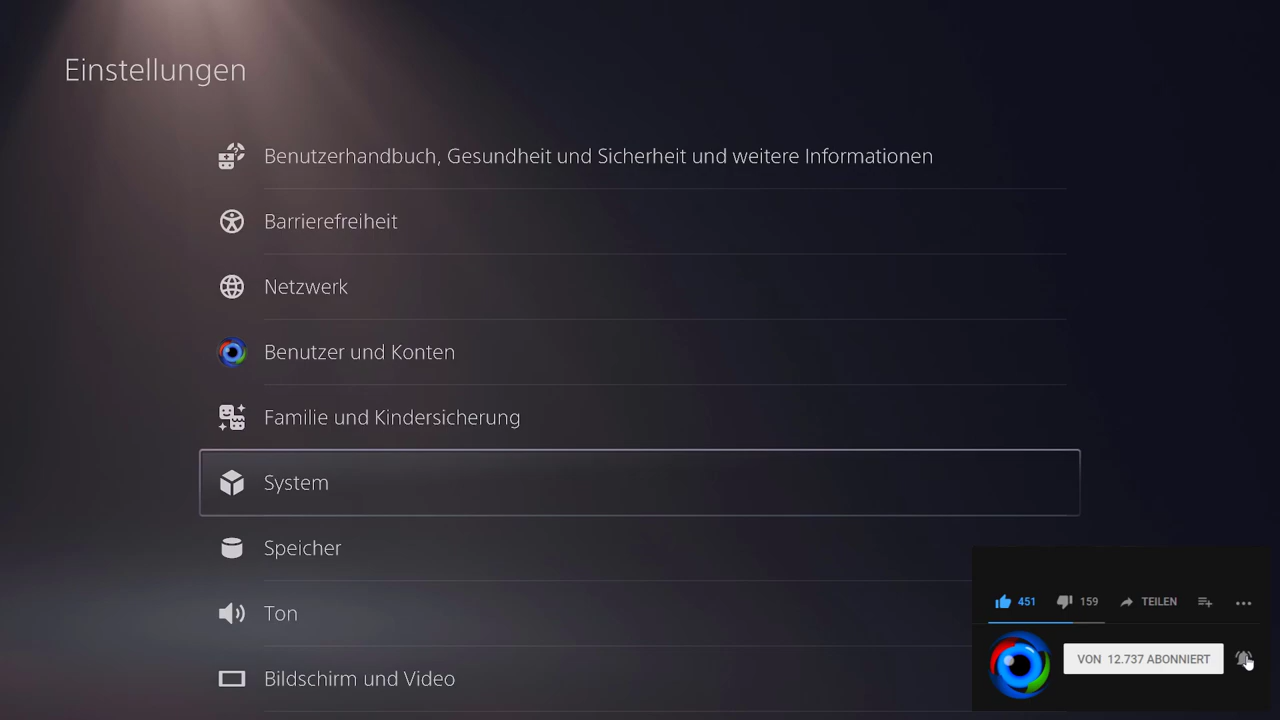 Einstellungen
Benutzerhandbuch, Gesundheit und Sicherheit und weitere Informationen
Barrierefreiheit
Netzwerk
Benutzer und Konten
Familie und Kindersicherung
System
Speicher
Ton
Bildschirm und Video
451 159 TEILEN
VON 12.737 ABONNIERT